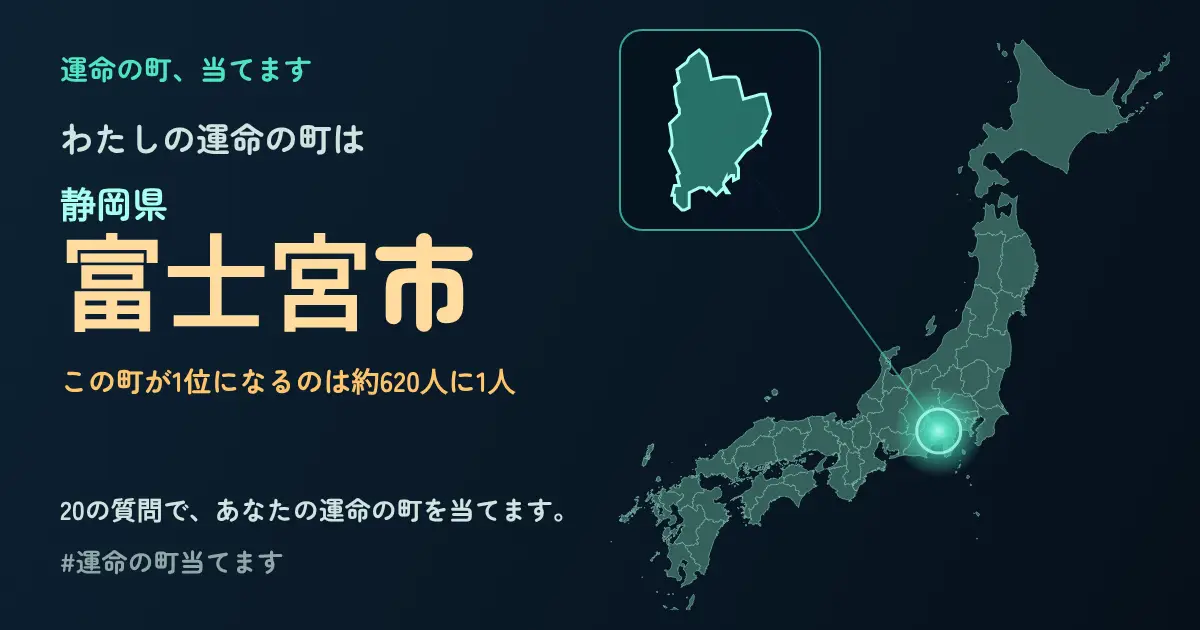 運命の町、当てます
わたしの運命の町は
静岡県
富士宮市
この町が1位になるのは約620人に1人
20の質問で、あなたの運命の町を当てます。
#運命の町当てます